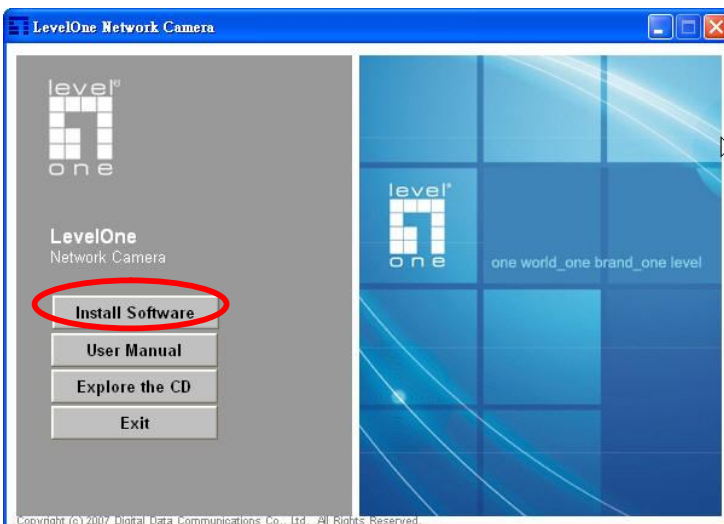 LevelOne Network Camera
level®
one
LevelOne
Network Camera
Install Software
User Manual
Explore the CD
Exit
level®
one
one world_one brand_one level
Copyright (c) 2007 Digital Data Communications Co., Ltd. All Rights Reserved.